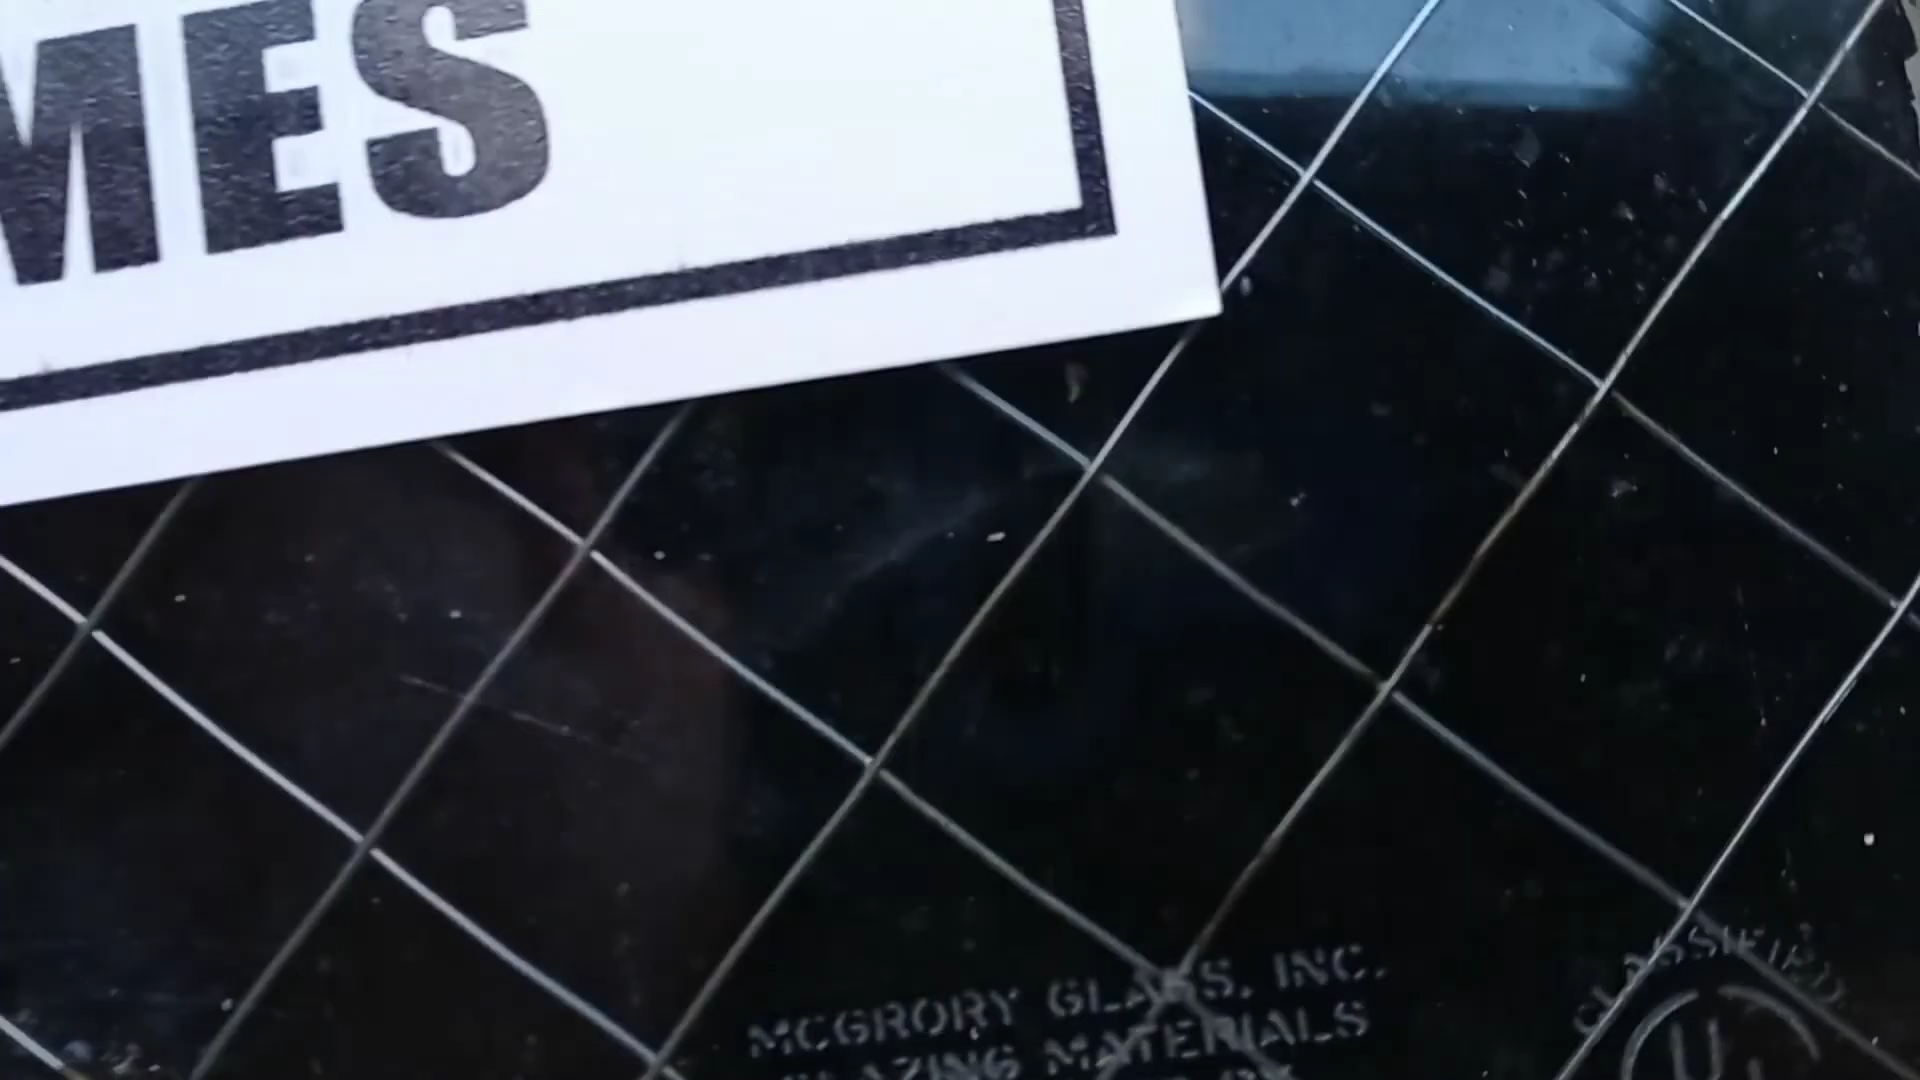 MES
MCGRORY GLASS, INC.
GLAZING MATERIALS
CLASSIFIED
U